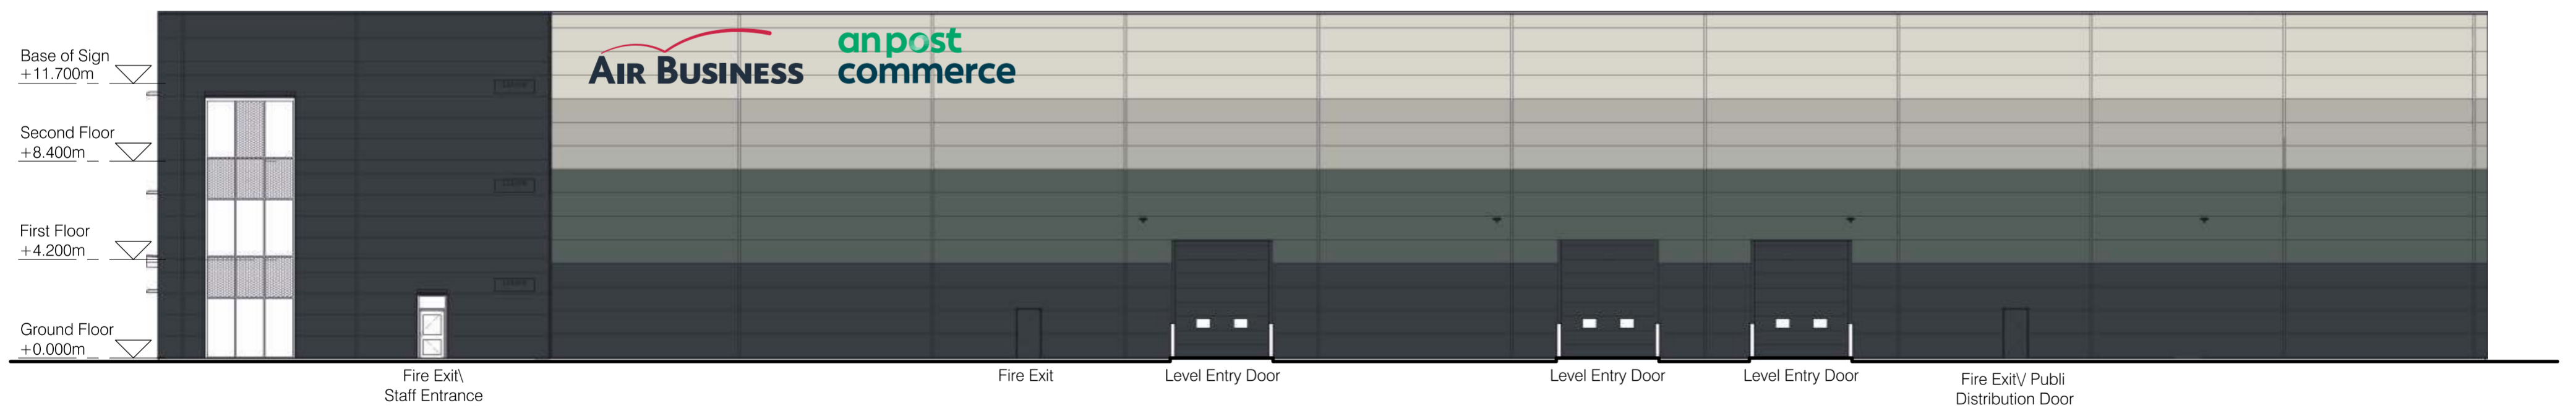 Base of Sign
+11.700m
Second Floor
+8.400m
First Floor
+4.200m
Ground Floor
+0.000m
AIR BUSINESS
anpost
commerce
Fire Exit\
Staff Entrance
Fire Exit
Level Entry Door
Level Entry Door
Level Entry Door
Fire Exit\/ Publi
Distribution Door